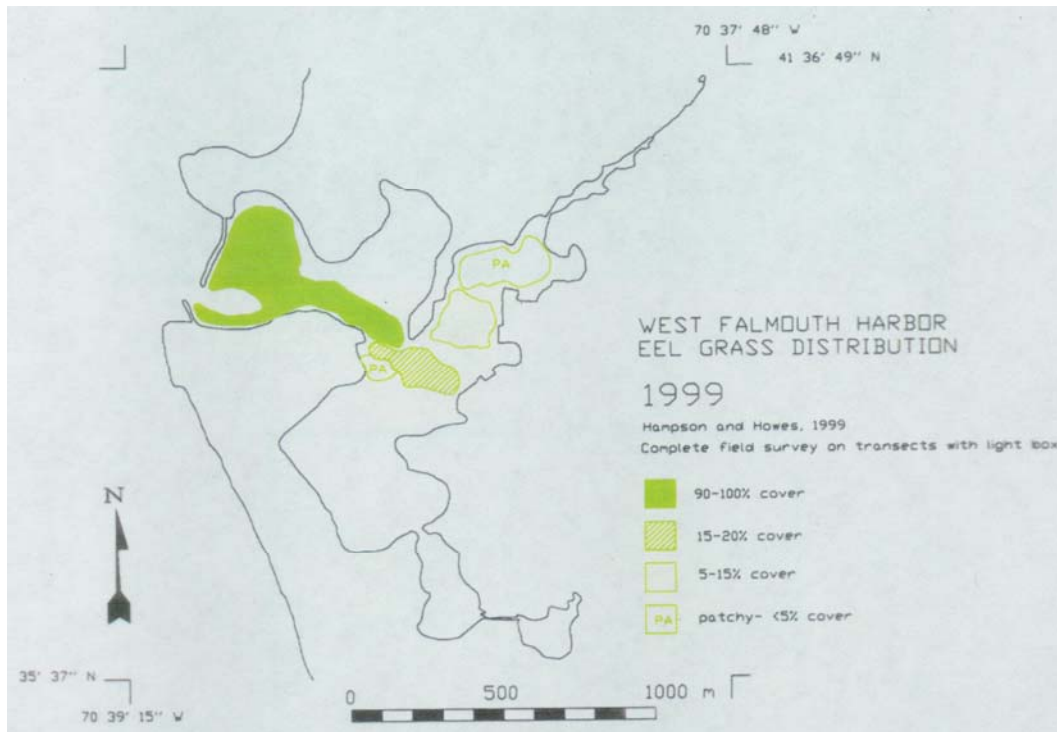 70 37' 48" W
41 36' 49" N
PA
PA
WEST FALMOUTH HARBOR
EEL GRASS DISTRIBUTION
1999
Hampson and Howes, 1999
Complete field survey on transects with light box
N
90-100% cover
15-20% cover
5-15% cover
PA patchy- <5% cover
35' 37" N
70 39' 15" W
0 500 1000 m